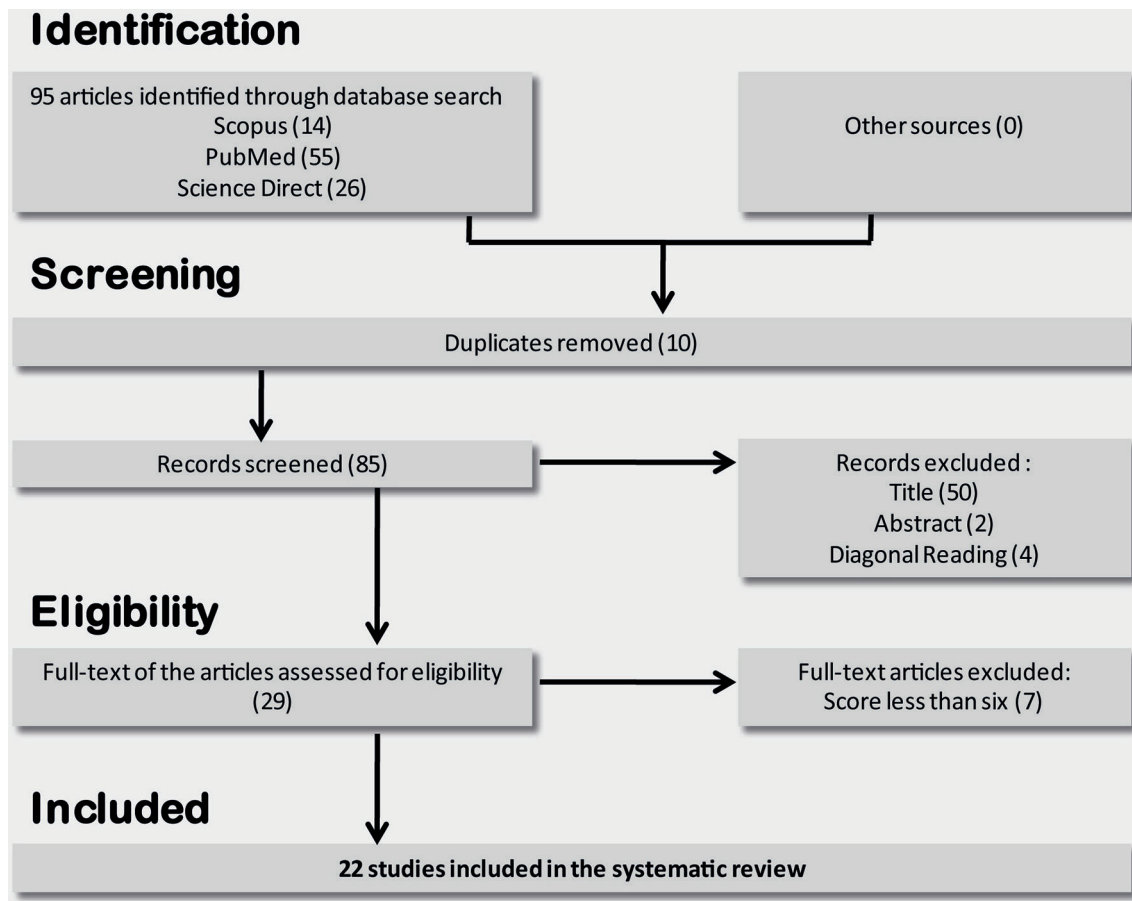 Identification
95 articles identified through database search
Scopus (14)
PubMed (55)
Science Direct (26)
Other sources (0)
Screening
Duplicates removed (10)
Records screened (85)
Records excluded :
Title (50)
Abstract (2)
Diagonal Reading (4)
Eligibility
Full-text of the articles assessed for eligibility
(29)
Full-text articles excluded:
Score less than six (7)
Included
22 studies included in the systematic review